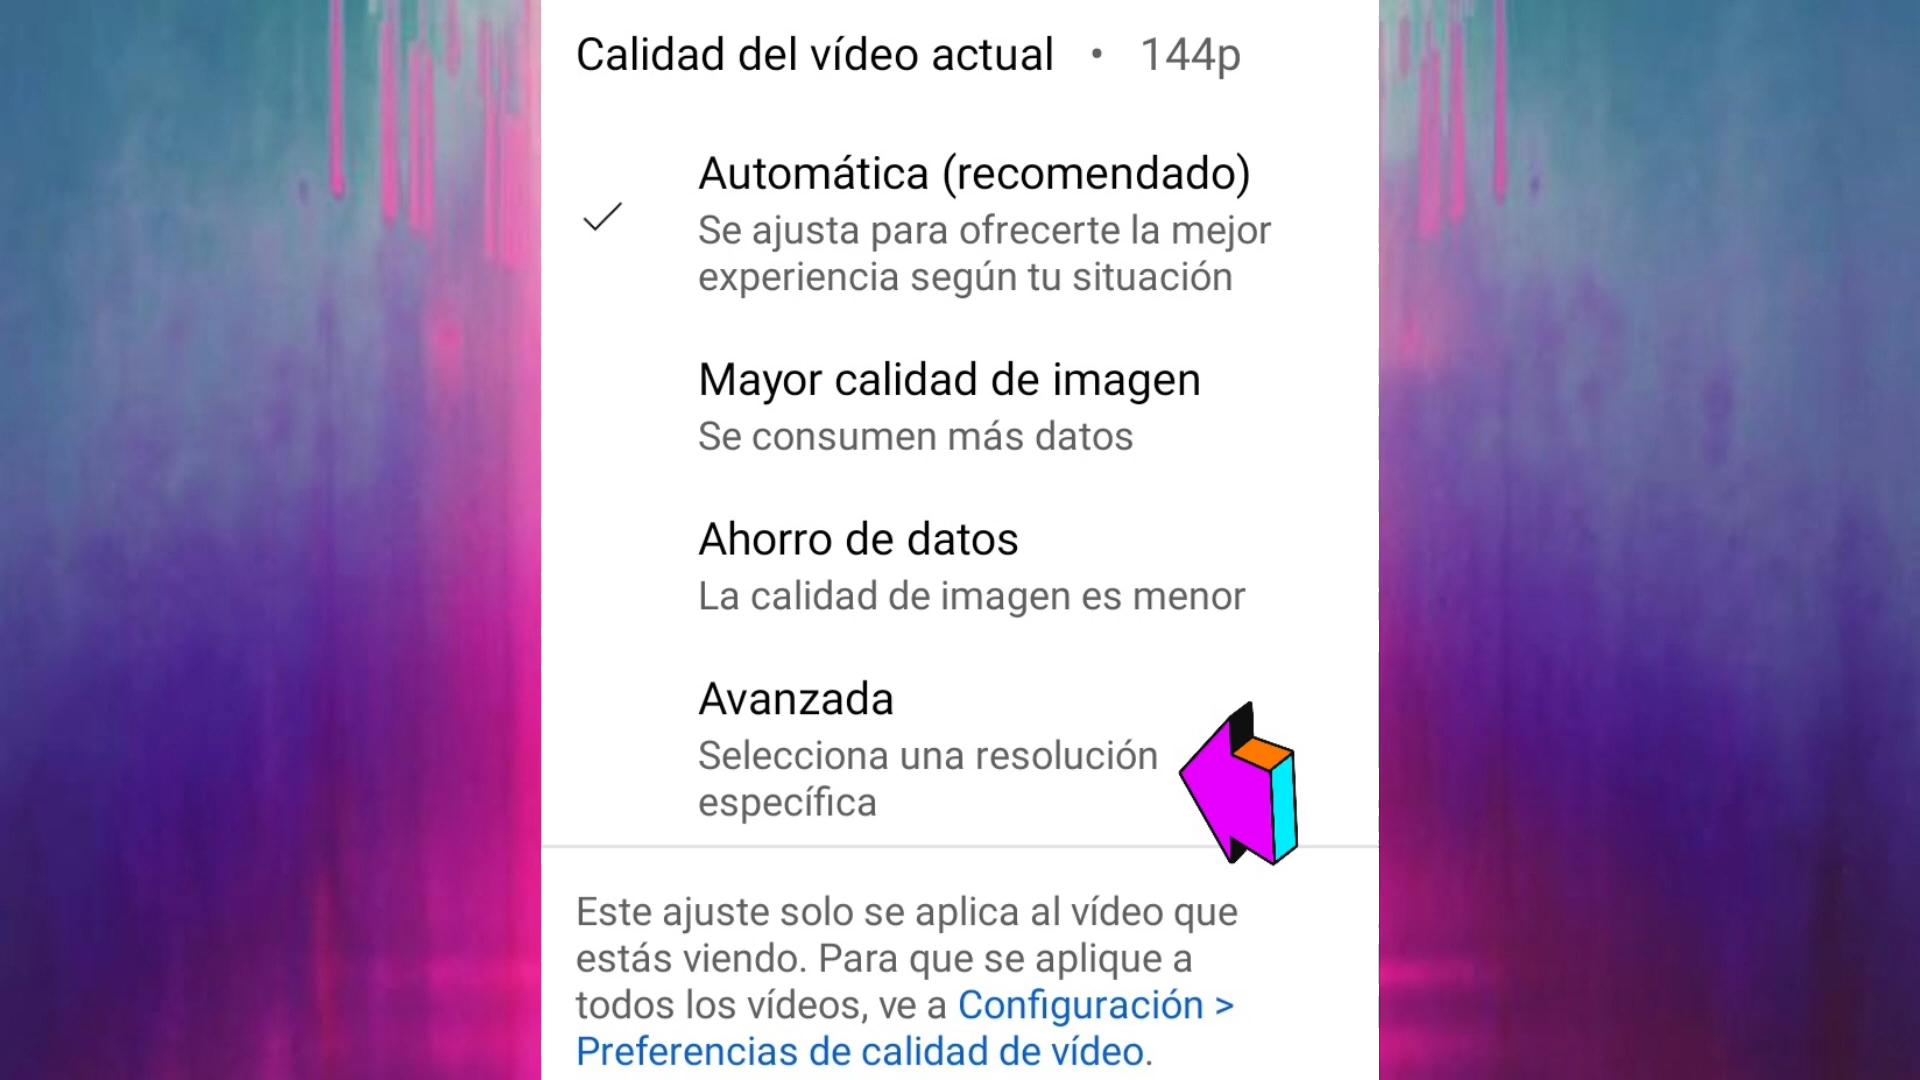 Calidad del vídeo actual • 144p
Automática (recomendado)
Se ajusta para ofrecerte la mejor
experiencia según tu situación
Mayor calidad de imagen
Se consumen más datos
Ahorro de datos
La calidad de imagen es menor
Avanzada
Selecciona una resolución
específica
Este ajuste solo se aplica al vídeo que
estás viendo. Para que se aplique a
todos los vídeos, ve a Configuración >
Preferencias de calidad de vídeo.